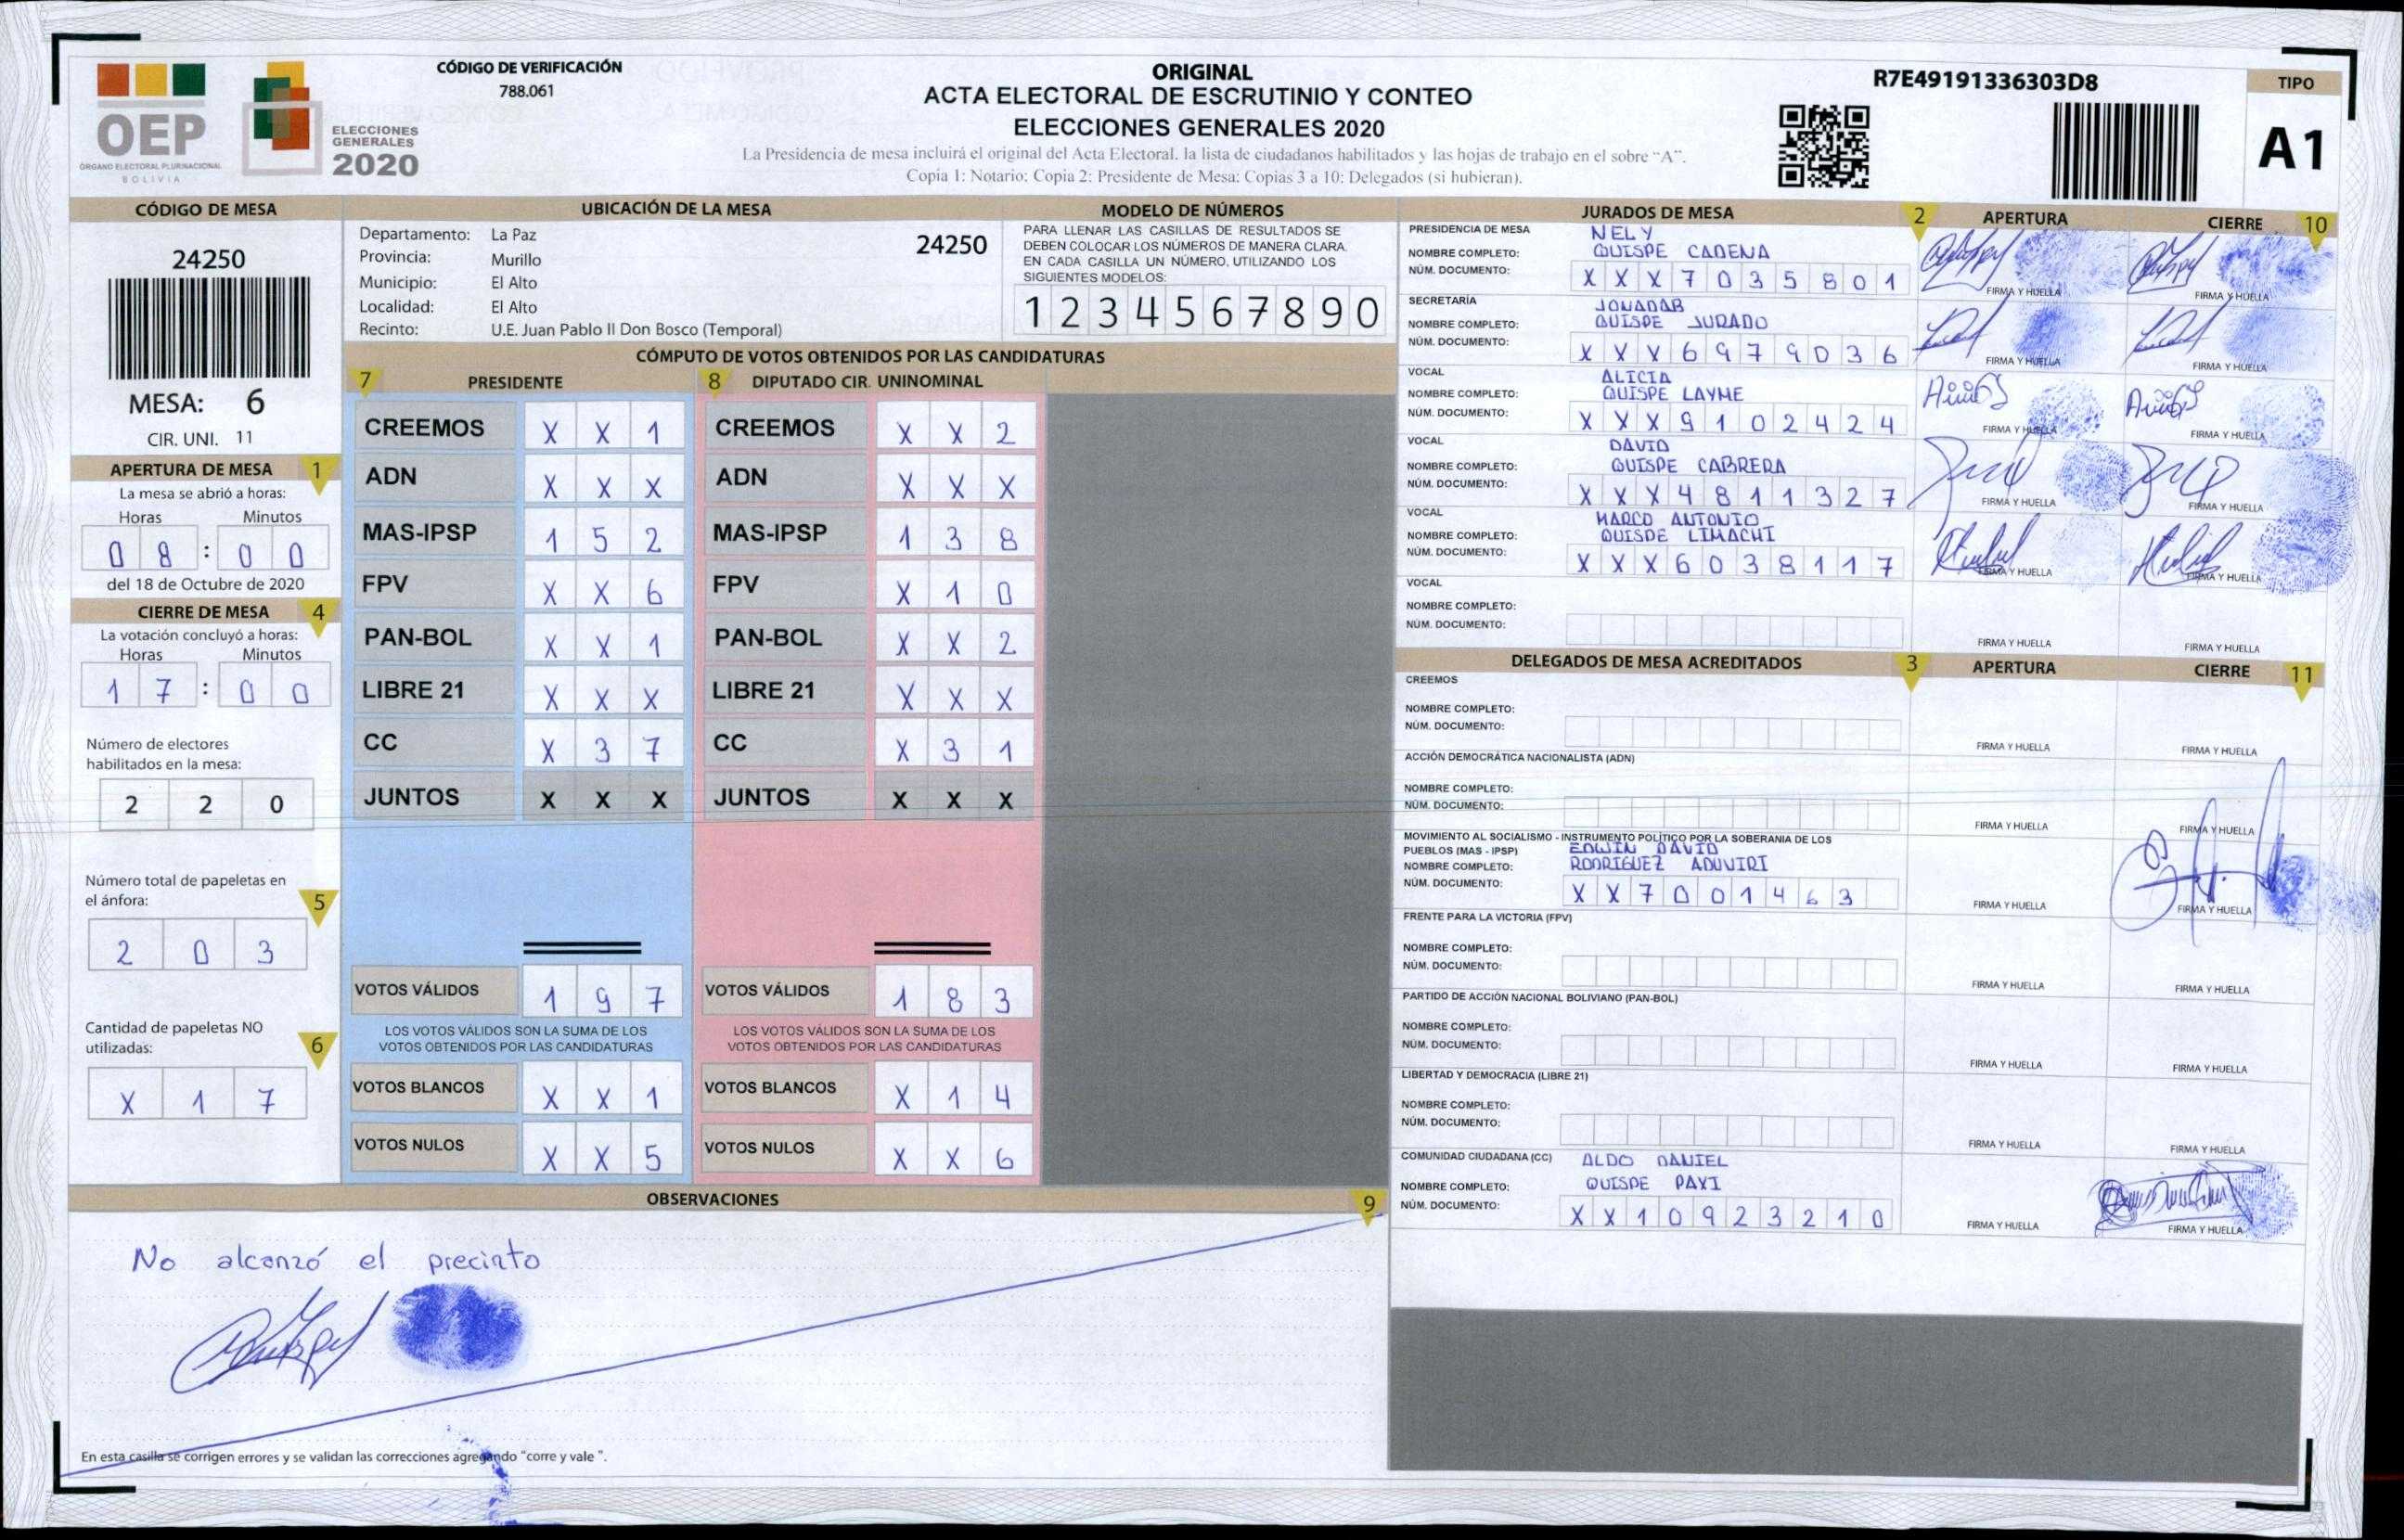 OEP
ÓRGANO ELECTORAL PLURINACIONAL
BOLIVIA
ELECCIONES
GENERALES
2020
CÓDIGO DE VERIFICACIÓN
788.061
ORIGINAL
ACTA ELECTORAL DE ESCRUTINIO Y CONTEO
ELECCIONES GENERALES 2020
La Presidencia de mesa incluirá el original del Acta Electoral, la lista de ciudadanos habilitados y las hojas de trabajo en el sobre “A”.
Copia 1: Notario; Copia 2: Presidente de Mesa; Copias 3 a 10: Delegados (si hubieran).
R7E49191336303D8
TIPO
A1
CÓDIGO DE MESA
24250
MESA: 6
CIR. UNI. 11
APERTURA DE MESA 1
La mesa se abrió a horas:
Horas Minutos
0 8 : 0 0
del 18 de Octubre de 2020
CIERRE DE MESA 4
La votación concluyó a horas:
Horas Minutos
1 7 : 0 0
Número de electores
habilitados en la mesa:
2 2 0
Número total de papeletas en
el ánfora: 5
2 0 3
Cantidad de papeletas NO
utilizadas: 6
X 1 7
UBICACIÓN DE LA MESA
Departamento: La Paz 24250
Provincia: Murillo
Municipio: El Alto
Localidad: El Alto
Recinto: U.E. Juan Pablo II Don Bosco (Temporal)
MODELO DE NÚMEROS
PARA LLENAR LAS CASILLAS DE RESULTADOS SE
DEBEN COLOCAR LOS NÚMEROS DE MANERA CLARA.
EN CADA CASILLA UN NÚMERO, UTILIZANDO LOS
SIGUIENTES MODELOS:
1 2 3 4 5 6 7 8 9 0
CÓMPUTO DE VOTOS OBTENIDOS POR LAS CANDIDATURAS
7 PRESIDENTE 8 DIPUTADO CIR. UNINOMINAL
CREEMOS X X 1 CREEMOS X X 2
ADN X X X ADN X X X
MAS-IPSP 1 5 2 MAS-IPSP 1 3 8
FPV X X 6 FPV X 1 0
PAN-BOL X X 1 PAN-BOL X X 2
LIBRE 21 X X X LIBRE 21 X X X
CC X 3 7 CC X 3 1
JUNTOS X X X JUNTOS X X X
VOTOS VÁLIDOS 1 9 7 VOTOS VÁLIDOS 1 8 3
LOS VOTOS VÁLIDOS SON LA SUMA DE LOS LOS VOTOS VÁLIDOS SON LA SUMA DE LOS
VOTOS OBTENIDOS POR LAS CANDIDATURAS VOTOS OBTENIDOS POR LAS CANDIDATURAS
VOTOS BLANCOS X X 1 VOTOS BLANCOS X 1 4
VOTOS NULOS X X 5 VOTOS NULOS X X 6
OBSERVACIONES 9
No alcanzó el precinto
En esta casilla se corrigen errores y se validan las correcciones agregando “corre y vale ”.
JURADOS DE MESA 2 APERTURA CIERRE 10
PRESIDENCIA DE MESA NELY
NOMBRE COMPLETO: QUISPE CADENA
NÚM. DOCUMENTO: X X X 7 0 3 5 8 0 1
FIRMA Y HUELLA FIRMA Y HUELLA
SECRETARÍA JONADAB
NOMBRE COMPLETO: QUISPE JURADO
NÚM. DOCUMENTO: X X X 6 9 7 9 0 3 6
FIRMA Y HUELLA FIRMA Y HUELLA
VOCAL ALICIA
NOMBRE COMPLETO: QUISPE LAYME
NÚM. DOCUMENTO: X X X 9 1 0 2 4 2 4
FIRMA Y HUELLA FIRMA Y HUELLA
VOCAL DAVID
NOMBRE COMPLETO: QUISPE CABRERA
NÚM. DOCUMENTO: X X X 4 8 1 1 3 2 7
FIRMA Y HUELLA FIRMA Y HUELLA
VOCAL MARCO ANTONIO
NOMBRE COMPLETO: QUISPE LIMACHI
NÚM. DOCUMENTO: X X X 6 0 3 8 1 1 7
FIRMA Y HUELLA FIRMA Y HUELLA
VOCAL
NOMBRE COMPLETO:
NÚM. DOCUMENTO:
FIRMA Y HUELLA FIRMA Y HUELLA
DELEGADOS DE MESA ACREDITADOS 3 APERTURA CIERRE 11
CREEMOS
NOMBRE COMPLETO:
NÚM. DOCUMENTO:
FIRMA Y HUELLA FIRMA Y HUELLA
ACCIÓN DEMOCRÁTICA NACIONALISTA (ADN)
NOMBRE COMPLETO:
NÚM. DOCUMENTO:
FIRMA Y HUELLA FIRMA Y HUELLA
MOVIMIENTO AL SOCIALISMO - INSTRUMENTO POLÍTICO POR LA SOBERANIA DE LOS
PUEBLOS (MAS - IPSP) EDWIN DAVID
NOMBRE COMPLETO: RODRIGUEZ ADUVIRI
NÚM. DOCUMENTO: X X 7 0 0 1 4 6 3
FIRMA Y HUELLA FIRMA Y HUELLA
FRENTE PARA LA VICTORIA (FPV)
NOMBRE COMPLETO:
NÚM. DOCUMENTO:
FIRMA Y HUELLA FIRMA Y HUELLA
PARTIDO DE ACCIÓN NACIONAL BOLIVIANO (PAN-BOL)
NOMBRE COMPLETO:
NÚM. DOCUMENTO:
FIRMA Y HUELLA FIRMA Y HUELLA
LIBERTAD Y DEMOCRACIA (LIBRE 21)
NOMBRE COMPLETO:
NÚM. DOCUMENTO:
FIRMA Y HUELLA FIRMA Y HUELLA
COMUNIDAD CIUDADANA (CC) ALDO DANIEL
NOMBRE COMPLETO: QUISPE PAXI
NÚM. DOCUMENTO: X X 1 0 9 2 3 2 1 0
FIRMA Y HUELLA FIRMA Y HUELLA